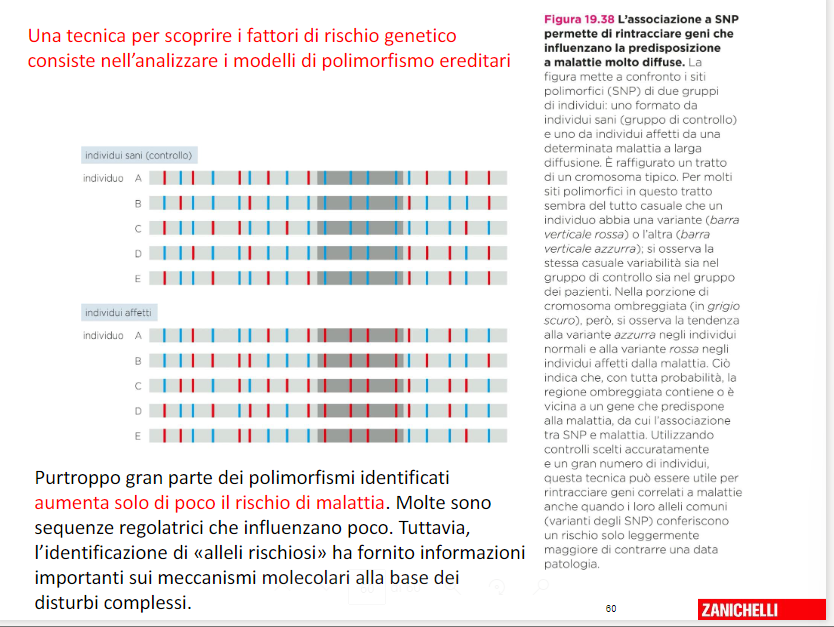 Una tecnica per scoprire i fattori di rischio genetico
consiste nell'analizzare i modelli di polimorfismo ereditari
individui sani (controllo)
individuo A
B
C
D
E
individui affetti
individuo A
B
C
D
E
Purtroppo gran parte dei polimorfismi identificati
aumenta solo di poco il rischio di malattia. Molte sono
sequenze regolatrici che influenzano poco. Tuttavia,
l'identificazione di «alleli rischiosi» ha fornito informazioni
importanti sui meccanismi molecolari alla base dei
disturbi complessi.
Figura 19.38 L'associazione a SNP
permette di rintracciare geni che
influenzano la predisposizione
a malattie molto diffuse. La
figura mette a confronto i siti
polimorfici (SNP) di due gruppi
di individui: uno formato da
individui sani (gruppo di controllo)
e uno da individui affetti da una
determinata malattia a larga
diffusione. È raffigurato un tratto
di un cromosoma tipico. Per molti
siti polimorfici in questo tratto
sembra del tutto casuale che un
individuo abbia una variante (barra
verticale rossa) o l'altra (barra
verticale azzurra); si osserva la
stessa casuale variabilità sia nel
gruppo di controllo sia nel gruppo
dei pazienti. Nella porzione di
cromosoma ombreggiata (in grigio
scuro), però, si osserva la tendenza
alla variante azzurra negli individui
normali e alla variante rossa negli
individui affetti dalla malattia. Ciò
indica che, con tutta probabilità, la
regione ombreggiata contiene o è
vicina a un gene che predispone
alla malattia, da cui l'associazione
tra SNP e malattia. Utilizzando
controlli scelti accuratamente
e un gran numero di individui,
questa tecnica può essere utile per
rintracciare geni correlati a malattie
anche quando i loro alleli comuni
(varianti degli SNP) conferiscono
un rischio solo leggermente
maggiore di contrarre una data
patologia.
60
ZANICHELLI